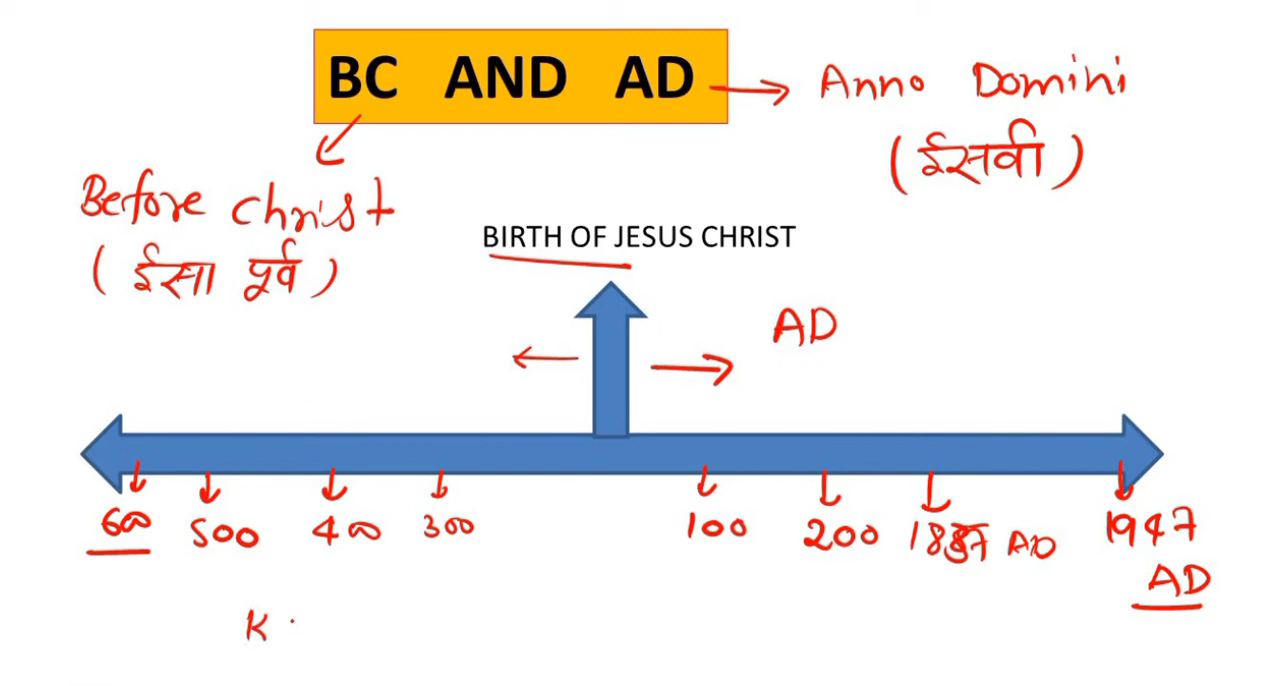 BC AND AD → Anno Domini
(ईसवी)
Before Christ
(ईसा पूर्व)
BIRTH OF JESUS CHRIST
AD
600 500 400 300 100 200 AD 1947
AD
K